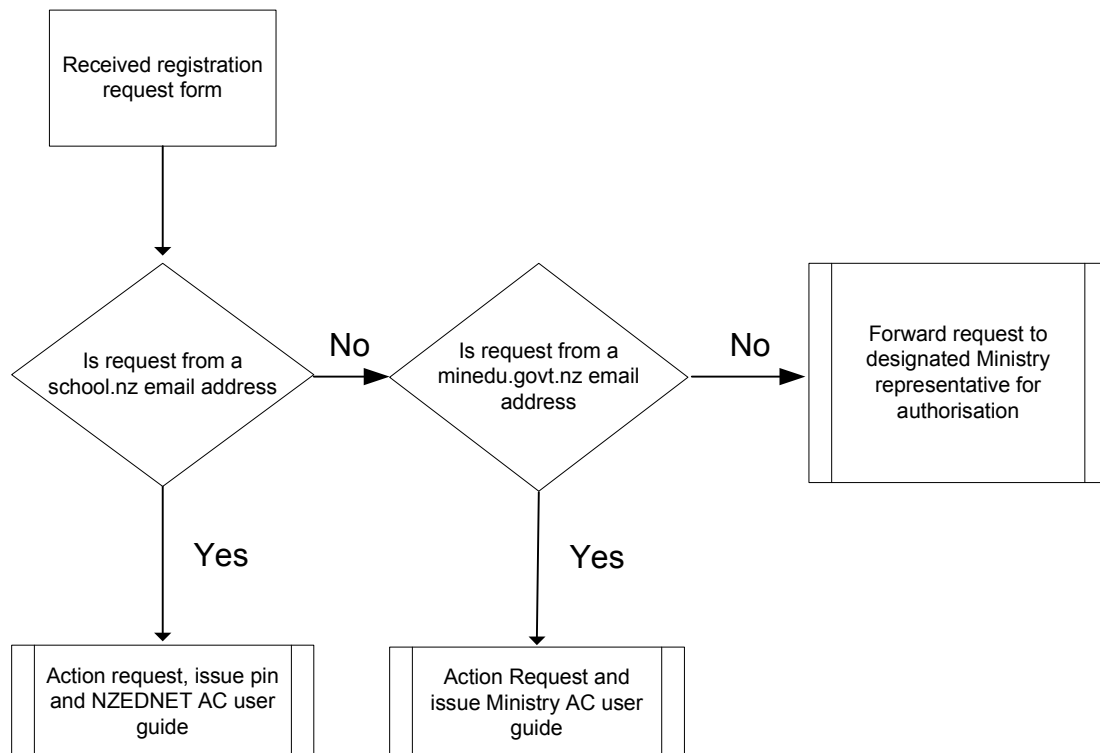 Received registration
request form
Is request from a
school.nz email address
No
Is request from a
minedu.govt.nz email
address
No
Forward request to
designated Ministry
representative for
authorisation
Yes
Yes
Action request, issue pin
and NZEDNET AC user
guide
Action Request and
issue Ministry AC user
guide